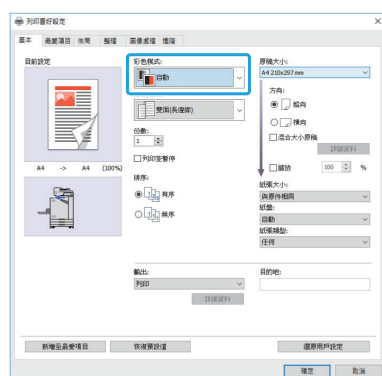 列印喜好設定
基本 最愛項目 佈局 整理 圖像處理 進階
目前設定
A4 -> A4 (100%)
彩色模式:
自動
雙面(長邊緣)
份數:
1
列印並暫停
排序:
有序
無序
輸出:
列印
詳細資料
原稿大小:
A4 210x297 mm
方向:
縱向
橫向
混合大小原稿
詳細資料
縮放 100 %
紙張大小:
與原件相同
紙盤:
自動
紙張類型:
任何
目的地:
新增至最愛項目 恢復預設值 還原用戶設定
確定 取消